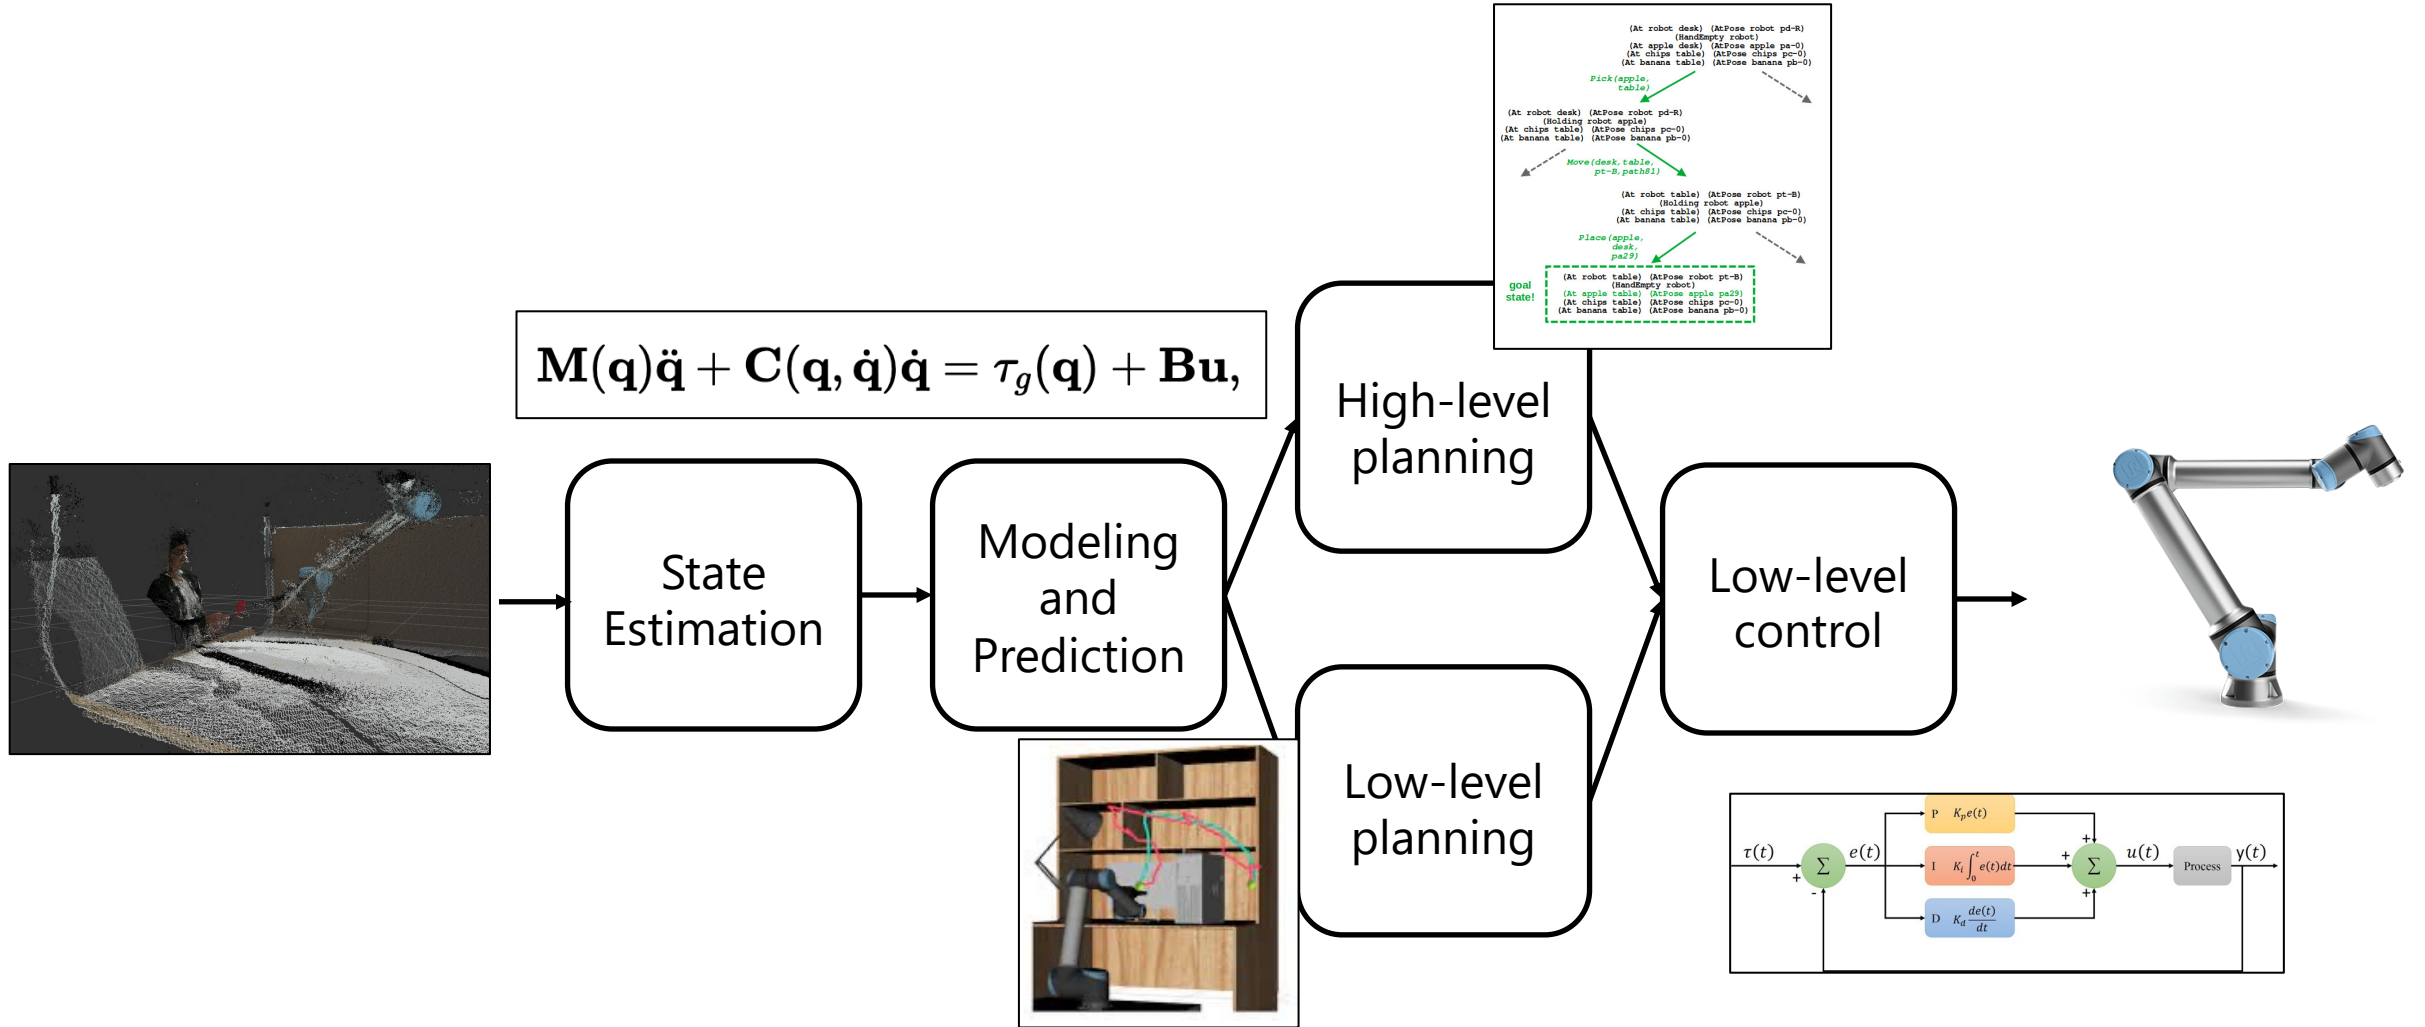 (At robot desk) (AtPose robot pd-R)
(HandEmpty robot)
(At apple desk) (AtPose apple pa-0)
(At chips table) (AtPose chips pc-0)
(At banana table) (AtPose banana pb-0)
Pick(apple,
table)
(At robot desk) (AtPose robot pd-R)
(Holding robot apple)
(At chips table) (AtPose chips pc-0)
(At banana table) (AtPose banana pb-0)
Move(desk,table,
pt-B,path81)
(At robot table) (AtPose robot pt-B)
(Holding robot apple)
(At chips table) (AtPose chips pc-0)
(At banana table) (AtPose banana pb-0)
Place(apple,
desk,
pa29)
goal
state!
(At robot table) (AtPose robot pt-B)
(HandEmpty robot)
(At apple table) (AtPose apple pa29)
(At chips table) (AtPose chips pc-0)
(At banana table) (AtPose banana pb-0)
M(q)q̈ + C(q, q̇)q̇ = τg(q) + Bu,
State
Estimation
Modeling
and
Prediction
High-level
planning
Low-level
planning
Low-level
control
τ(t)
+
-
Σ
e(t)
P Kp e(t)
I Ki ∫₀ᵗ e(t)dt
D Kd de(t)/dt
+
+
+
Σ
u(t)
Process
y(t)